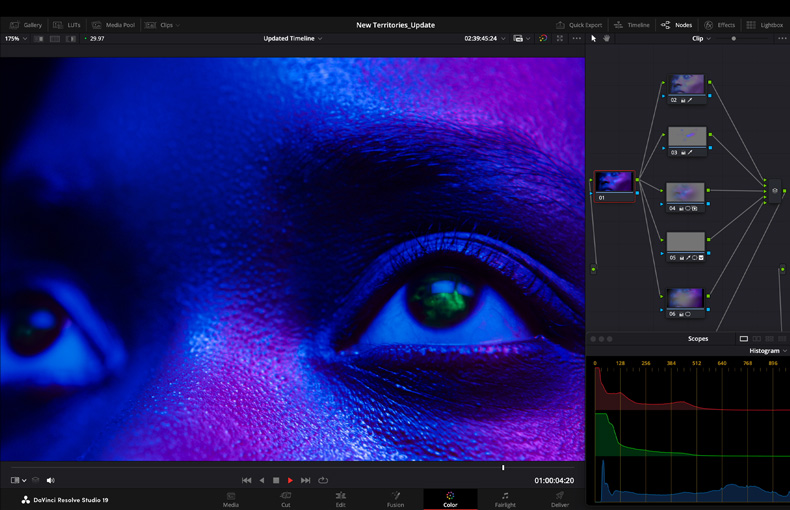 Gallery LUTs Media Pool Clips New Territories_Update Quick Export Timeline Nodes Effects Lightbox
175% 29.97 Updated Timeline 02:39:45:24 Clip
02
03
01
04
05
06
Scopes
Histogram
0 128 256 384 512 640 768 896
01:00:04:20
DaVinci Resolve Studio 19 Media Cut Edit Fusion Color Fairlight Deliver